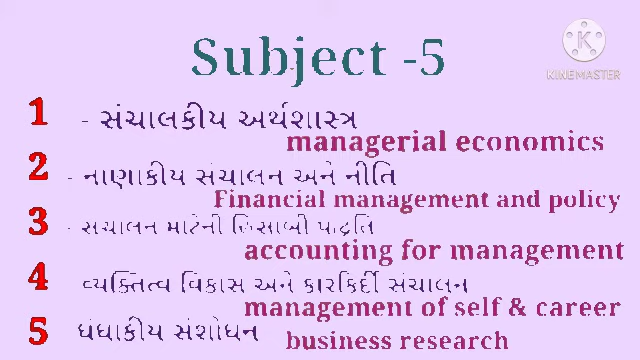 Subject -5
KINEMASTER
1 - સંચાલકીય અર્થશાસ્ત્ર
managerial economics
2 - નાણાકીય સંચાલન અને નીતિ
Financial management and policy
3 - સંચાલન માટેની હિસાબી પદ્ધતિ
accounting for management
4 વ્યક્તિત્વ વિકાસ અને કારકિર્દી સંચાલન
management of self & career
5 ધંધાકીય સંશોધન
business research